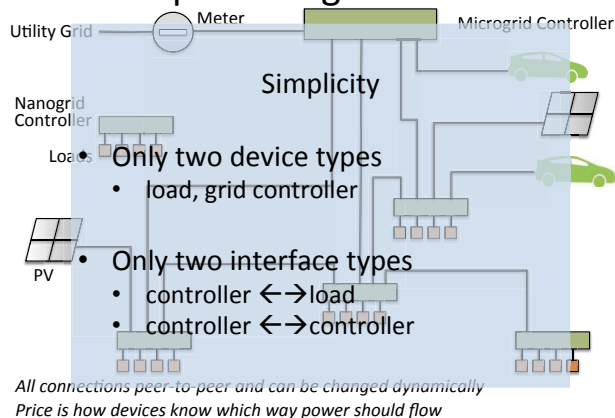 Utility Grid
Meter
Microgrid Controller
Simplicity
Nanogrid
Controller
Loads
• Only two device types
• load, grid controller
PV
• Only two interface types
• controller ←→load
• controller ←→controller
All connections peer-to-peer and can be changed dynamically
Price is how devices know which way power should flow